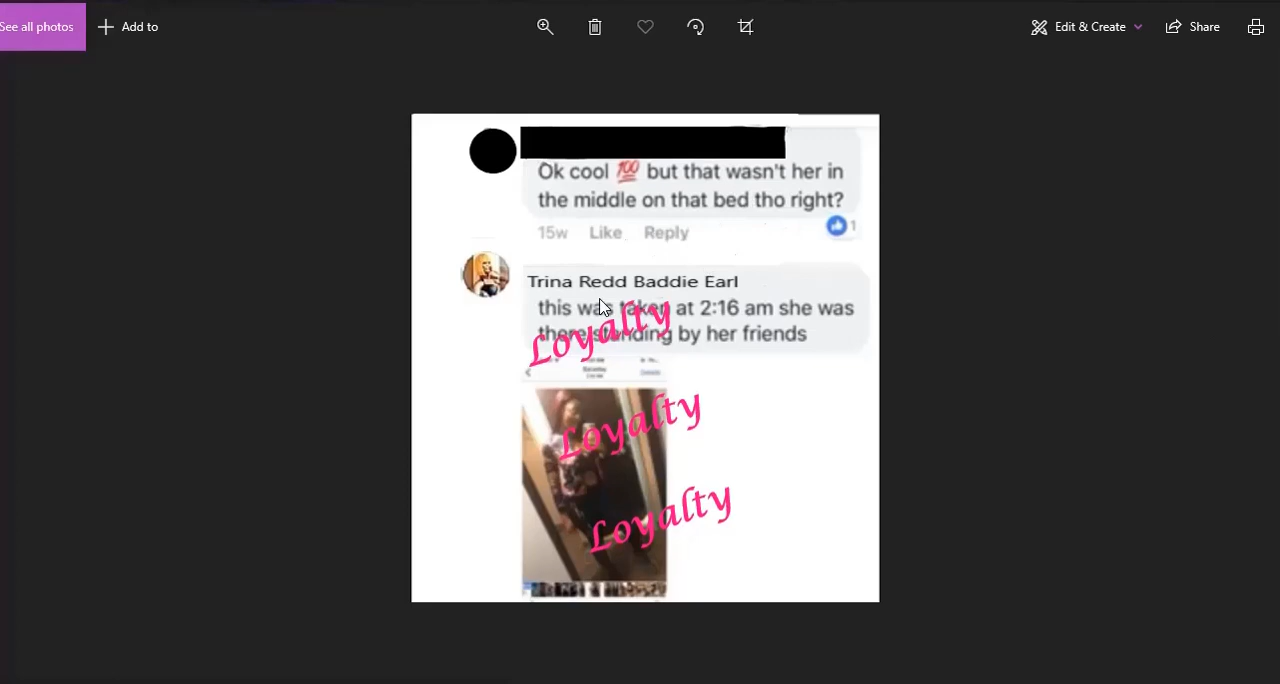 See all photos
Add to
Edit & Create
Share
Ok cool 💯 but that wasn't her in
the middle on that bed tho right?
1
15w Like Reply
Trina Redd Baddie Earl
this was taken at 2:16 am she was
there standing by her friends
Loyalty
Loyalty
Loyalty